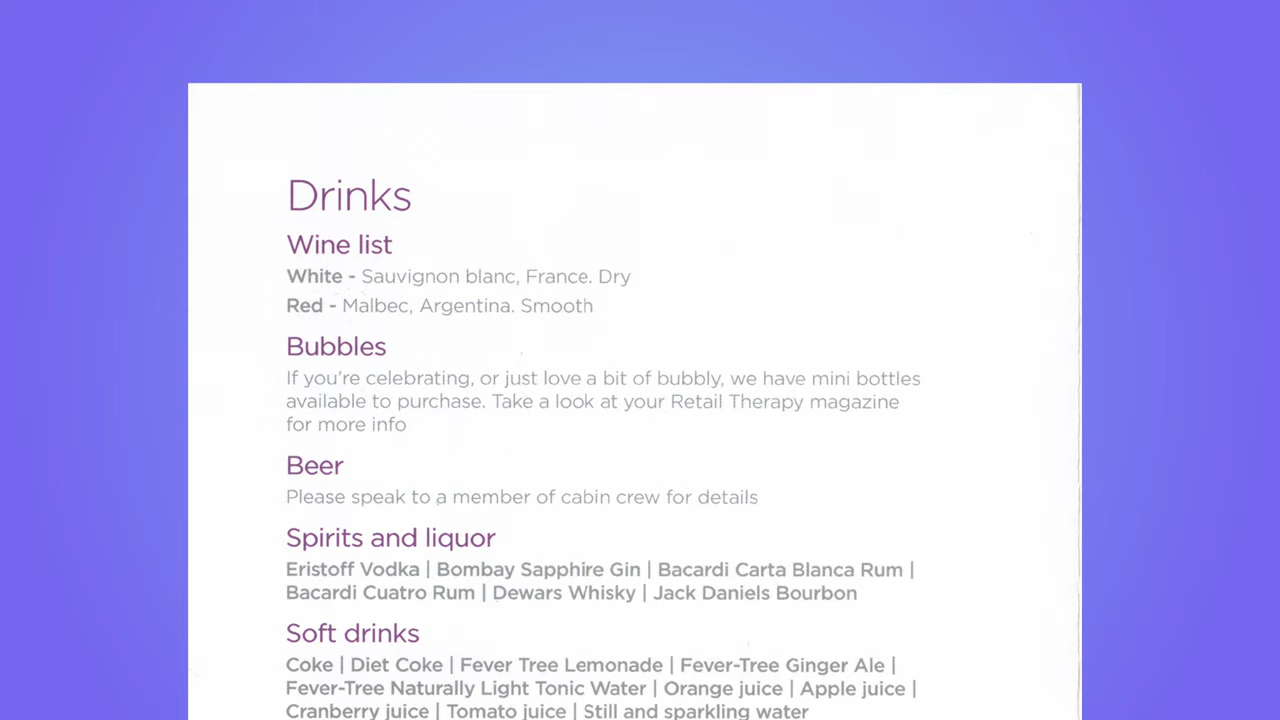 Drinks
Wine list
White - Sauvignon blanc, France. Dry
Red - Malbec, Argentina. Smooth
Bubbles
If you're celebrating, or just love a bit of bubbly, we have mini bottles
available to purchase. Take a look at your Retail Therapy magazine
for more info
Beer
Please speak to a member of cabin crew for details
Spirits and liquor
Eristoff Vodka | Bombay Sapphire Gin | Bacardi Carta Blanca Rum |
Bacardi Cuatro Rum | Dewars Whisky | Jack Daniels Bourbon
Soft drinks
Coke | Diet Coke | Fever Tree Lemonade | Fever-Tree Ginger Ale |
Fever-Tree Naturally Light Tonic Water | Orange juice | Apple juice |
Cranberry juice | Tomato juice | Still and sparkling water